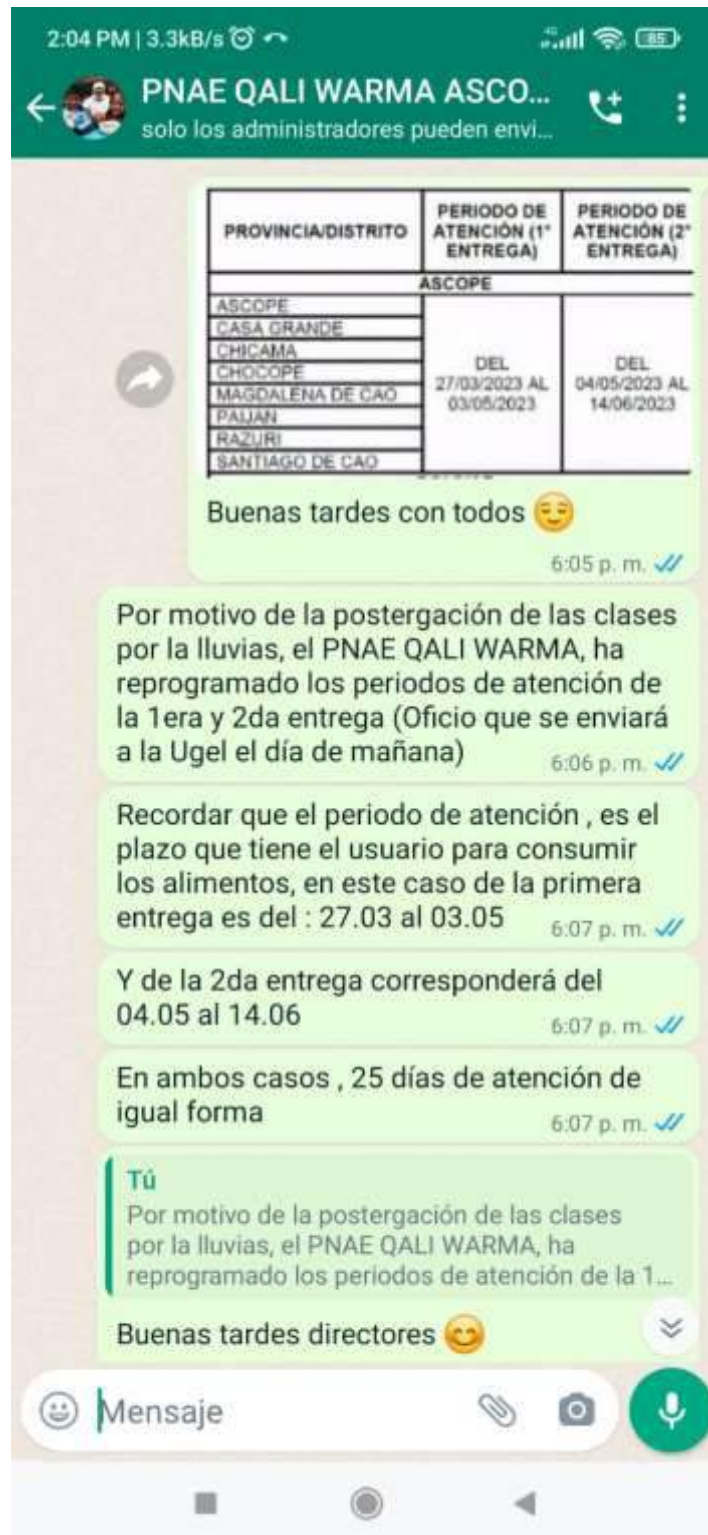 2:04 PM | 3.3kB/s
4G
85
PNAE QALI WARMA ASCO...
solo los administradores pueden envi...
PROVINCIA/DISTRITO
PERIODO DE
ATENCIÓN (1°
ENTREGA)
PERIODO DE
ATENCIÓN (2°
ENTREGA)
ASCOPE
ASCOPE
CASA GRANDE
CHICAMA
CHOCOPE
MAGDALENA DE CAO
PAIJAN
RAZURI
SANTIAGO DE CAO
DEL
27/03/2023 AL
03/05/2023
DEL
04/05/2023 AL
14/06/2023
Buenas tardes con todos 😌
6:05 p. m.
Por motivo de la postergación de las clases
por la lluvias, el PNAE QALI WARMA, ha
reprogramado los periodos de atención de
la 1era y 2da entrega (Oficio que se enviará
a la Ugel el día de mañana)
6:06 p. m.
Recordar que el periodo de atención , es el
plazo que tiene el usuario para consumir
los alimentos, en este caso de la primera
entrega es del : 27.03 al 03.05
6:07 p. m.
Y de la 2da entrega corresponderá del
04.05 al 14.06
6:07 p. m.
En ambos casos , 25 días de atención de
igual forma
6:07 p. m.
Tú
Por motivo de la postergación de las clases
por la lluvias, el PNAE QALI WARMA, ha
reprogramado los periodos de atención de la 1...
Buenas tardes directores 😊
Mensaje